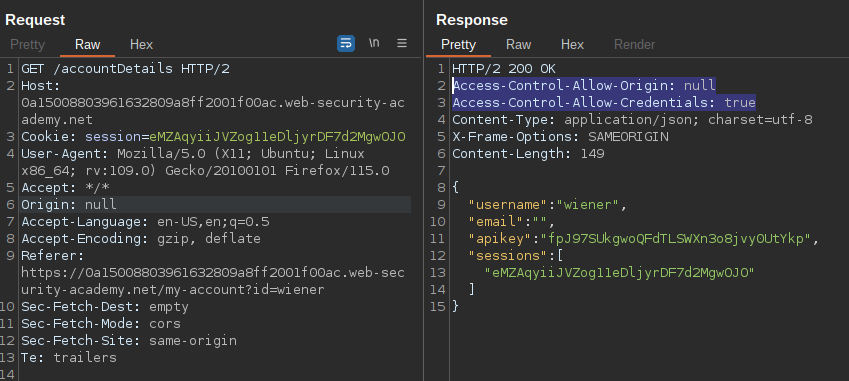 Request
Pretty Raw Hex \n
1 GET /accountDetails HTTP/2
2 Host:
0a15008803961632809a8ff2001f00ac.web-security-ac
ademy.net
3 Cookie: session=eMZAqyiiJVZog11eDljyrDF7d2MgwOJO
4 User-Agent: Mozilla/5.0 (X11; Ubuntu; Linux
x86_64; rv:109.0) Gecko/20100101 Firefox/115.0
5 Accept: */*
6 Origin: null
7 Accept-Language: en-US,en;q=0.5
8 Accept-Encoding: gzip, deflate
9 Referer:
https://0a15008803961632809a8ff2001f00ac.web-sec
urity-academy.net/my-account?id=wiener
10 Sec-Fetch-Dest: empty
11 Sec-Fetch-Mode: cors
12 Sec-Fetch-Site: same-origin
13 Te: trailers
14
Response
Pretty Raw Hex Render
1 HTTP/2 200 OK
2 Access-Control-Allow-Origin: null
3 Access-Control-Allow-Credentials: true
4 Content-Type: application/json; charset=utf-8
5 X-Frame-Options: SAMEORIGIN
6 Content-Length: 149
7
8 {
9 "username":"wiener",
10 "email":"",
11 "apikey":"fpJ97SUkgwoQFdTLSWXn3o8jvyOUtYkp",
12 "sessions":[
13 "eMZAqyiiJVZog11eDljyrDF7d2MgwOJO"
14 ]
15 }